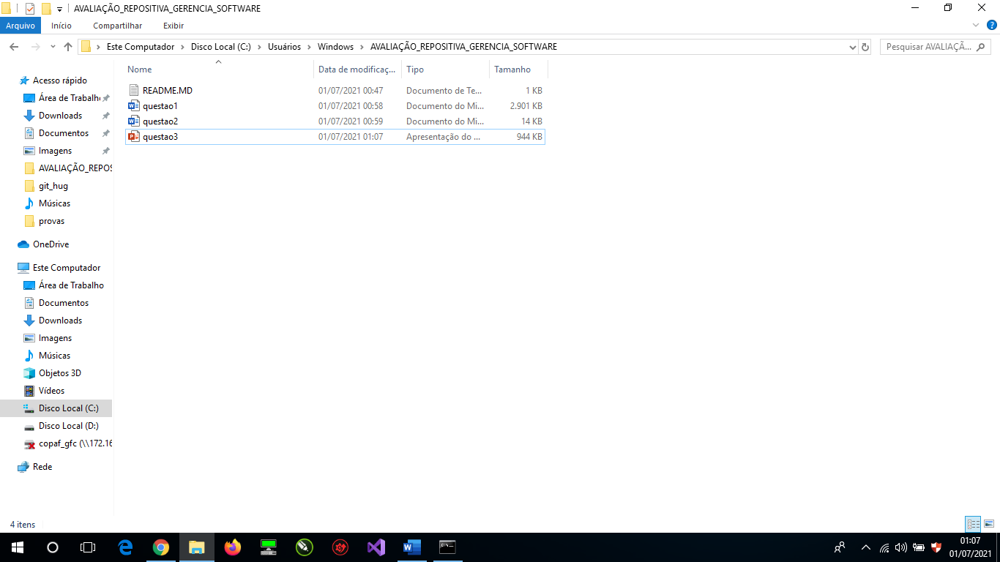 AVALIAÇÃO_REPOSITIVA_GERENCIA_SOFTWARE
Arquivo Início Compartilhar Exibir
Este Computador > Disco Local (C:) > Usuários > Windows > AVALIAÇÃO_REPOSITIVA_GERENCIA_SOFTWARE
Pesquisar AVALIAÇÃ...
Nome Data de modificaç... Tipo Tamanho
README.MD 01/07/2021 00:47 Documento de Te... 1 KB
questao1 01/07/2021 00:58 Documento do Mi... 2.901 KB
questao2 01/07/2021 00:59 Documento do Mi... 14 KB
questao3 01/07/2021 01:07 Apresentação do ... 944 KB
Acesso rápido
Área de Trabalh
Downloads
Documentos
Imagens
AVALIAÇÃO_REPOS
git_hug
Músicas
provas
OneDrive
Este Computador
Área de Trabalho
Documentos
Downloads
Imagens
Músicas
Objetos 3D
Vídeos
Disco Local (C:)
Disco Local (D:)
copaf_gfc (\\172.16
Rede
4 itens
01:07
01/07/2021